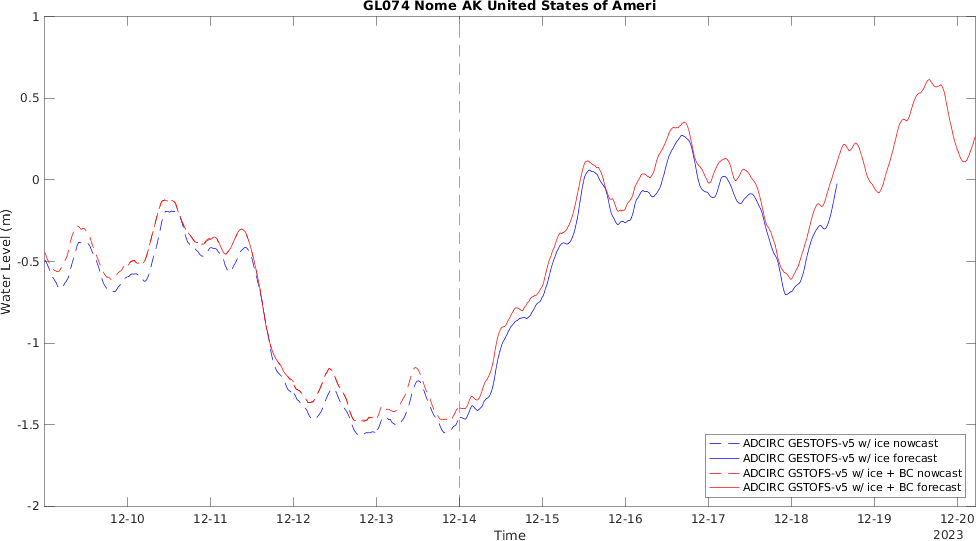 GL074 Nome AK United States of Ameri
1
0.5
0
-0.5
-1
-1.5
-2
Water Level (m)
ADCIRC GESTOFS-v5 w/ ice nowcast
ADCIRC GESTOFS-v5 w/ ice forecast
ADCIRC GSTOFS-v5 w/ ice + BC nowcast
ADCIRC GSTOFS-v5 w/ ice + BC forecast
12-10 12-11 12-12 12-13 12-14 12-15 12-16 12-17 12-18 12-19 12-20
Time 2023